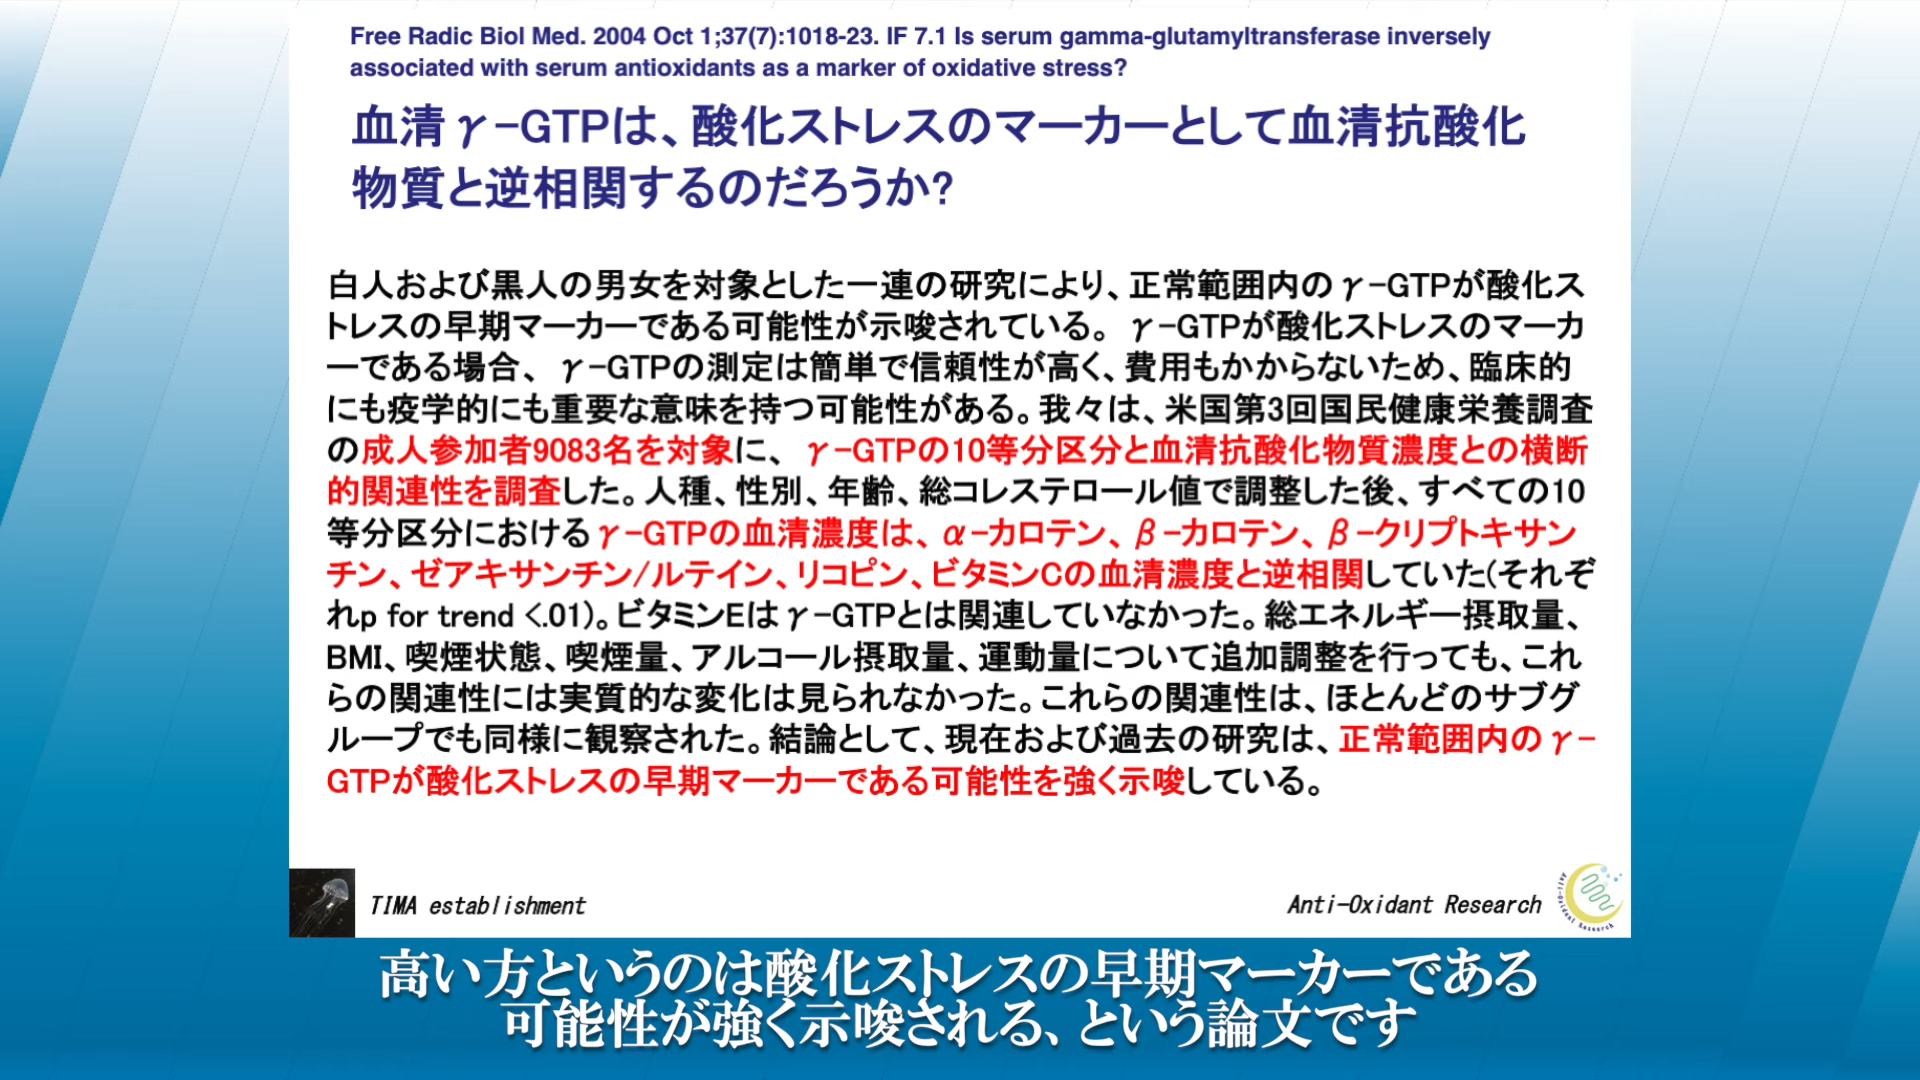 Free Radic Biol Med. 2004 Oct 1;37(7):1018-23. IF 7.1 Is serum gamma-glutamyltransferase inversely
associated with serum antioxidants as a marker of oxidative stress?
血清γ-GTPは、酸化ストレスのマーカーとして血清抗酸化
物質と逆相関するのだろうか?
白人および黒人の男女を対象とした一連の研究により、正常範囲内のγ-GTPが酸化ス
トレスの早期マーカーである可能性が示唆されている。 γ-GTPが酸化ストレスのマーカ
ーである場合、 γ-GTPの測定は簡単で信頼性が高く、費用もかからないため、臨床的
にも疫学的にも重要な意味を持つ可能性がある。我々は、米国第3回国民健康栄養調査
の成人参加者9083名を対象に、 γ-GTPの10等分区分と血清抗酸化物質濃度との横断
的関連性を調査した。人種、性別、年齢、総コレステロール値で調整した後、すべての10
等分区分におけるγ-GTPの血清濃度は、α-カロテン、β-カロテン、β-クリプトキサン
チン、ゼアキサンチン/ルテイン、リコピン、ビタミンCの血清濃度と逆相関していた(それぞ
れp for trend <.01)。ビタミンEはγ-GTPとは関連していなかった。総エネルギー摂取量、
BMI、喫煙状態、喫煙量、アルコール摂取量、運動量について追加調整を行っても、これ
らの関連性には実質的な変化は見られなかった。これらの関連性は、ほとんどのサブグ
ループでも同様に観察された。結論として、現在および過去の研究は、正常範囲内のγ-
GTPが酸化ストレスの早期マーカーである可能性を強く示唆している。
TIMA establishment
Anti-Oxidant Research
Anti-Oxidant Research
高い方というのは酸化ストレスの早期マーカーである
可能性が強く示唆される、という論文です